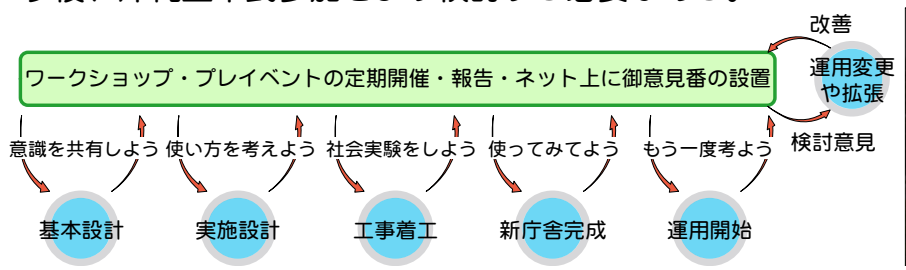 改善
ワークショップ・プレイベントの定期開催・報告・ネット上に御意見番の設置
運用変更
や拡張
意識を共有しよう
使い方を考えよう
社会実験をしよう
使ってみてよう
もう一度考よう
検討意見
基本設計
実施設計
工事着工
新庁舎完成
運用開始